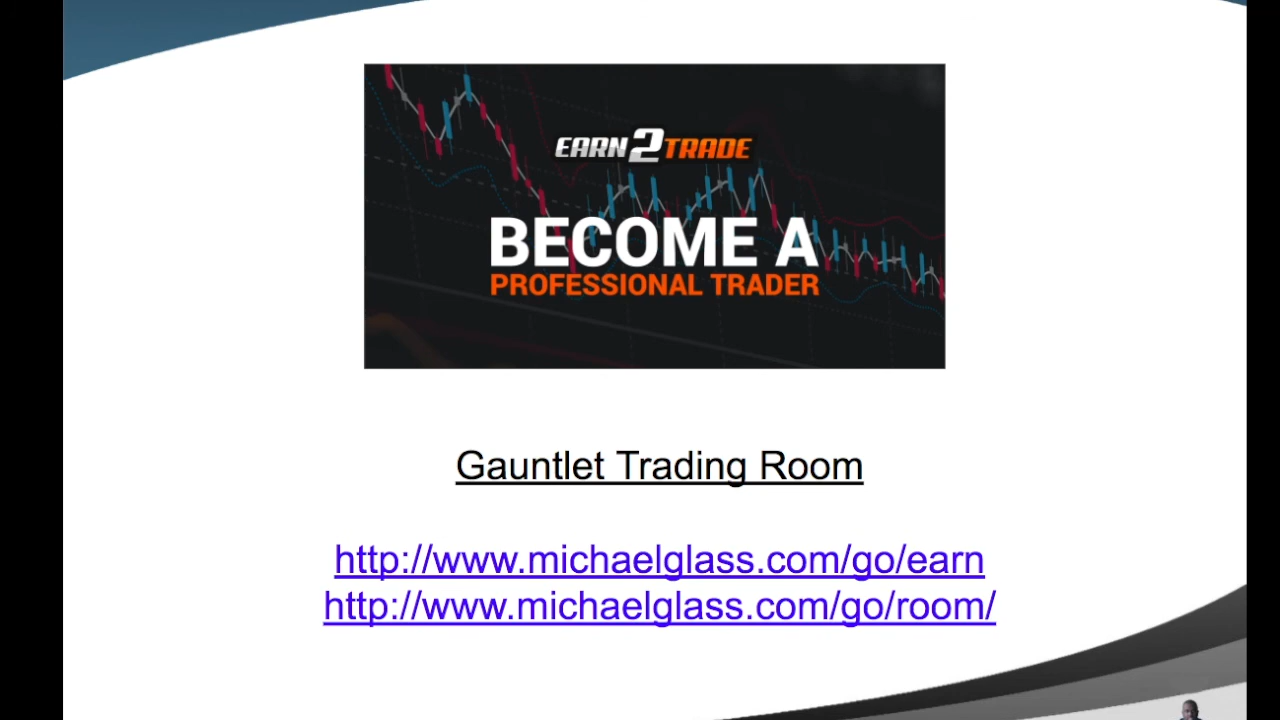 EARN2TRADE
BECOME A
PROFESSIONAL TRADER
Gauntlet Trading Room
http://www.michaelglass.com/go/earn
http://www.michaelglass.com/go/room/